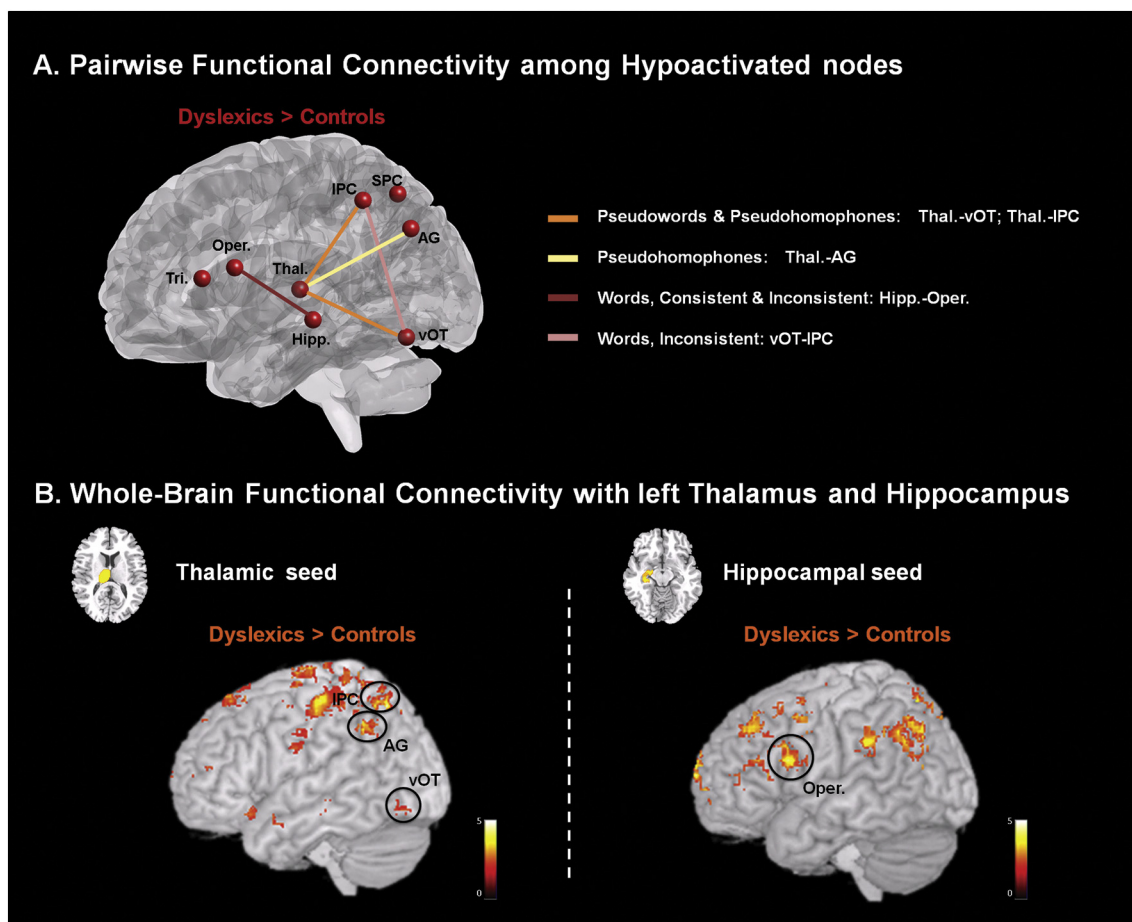 A. Pairwise Functional Connectivity among Hypoactivated nodes
Dyslexics > Controls
IPC
SPC
AG
Oper.
Thal.
Tri.
Hipp.
vOT
Pseudowords & Pseudohomophones: Thal.-vOT; Thal.-IPC
Pseudohomophones: Thal.-AG
Words, Consistent & Inconsistent: Hipp.-Oper.
Words, Inconsistent: vOT-IPC
B. Whole-Brain Functional Connectivity with left Thalamus and Hippocampus
Thalamic seed
Dyslexics > Controls
IPC
AG
vOT
5
0
Hippocampal seed
Dyslexics > Controls
Oper.
5
0